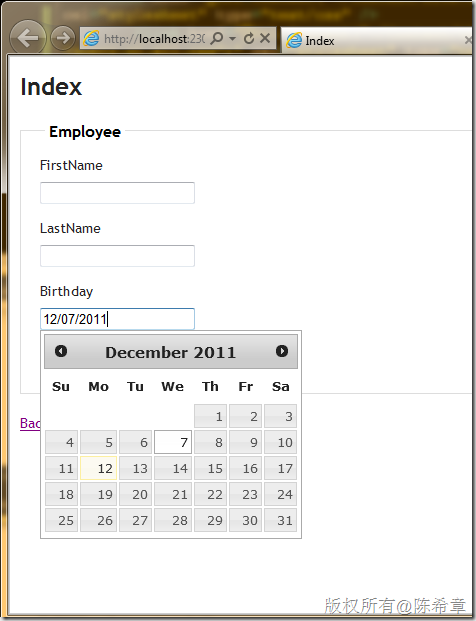 http://localhost:230
Index
Index
Employee
FirstName
LastName
Birthday
12/07/2011
December 2011
Su Mo Tu We Th Fr Sa
1 2 3
4 5 6 7 8 9 10
11 12 13 14 15 16 17
18 19 20 21 22 23 24
25 26 27 28 29 30 31
Bac
版权所有@陈希章